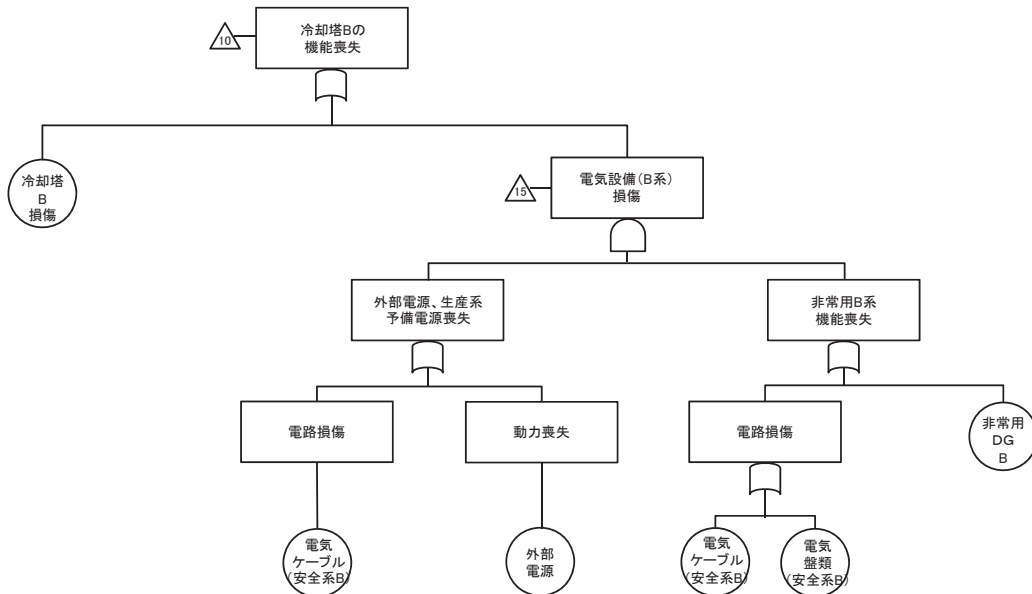 冷却塔Bの
機能喪失
10
冷却塔
B
損傷
電気設備(B系)
損傷
15
外部電源、生産系
予備電源喪失
非常用B系
機能喪失
電路損傷
動力喪失
電路損傷
非常用
DG
B
電気
ケーブル
(安全系B)
外部
電源
電気
ケーブル
(安全系B)
電気
盤類
(安全系B)